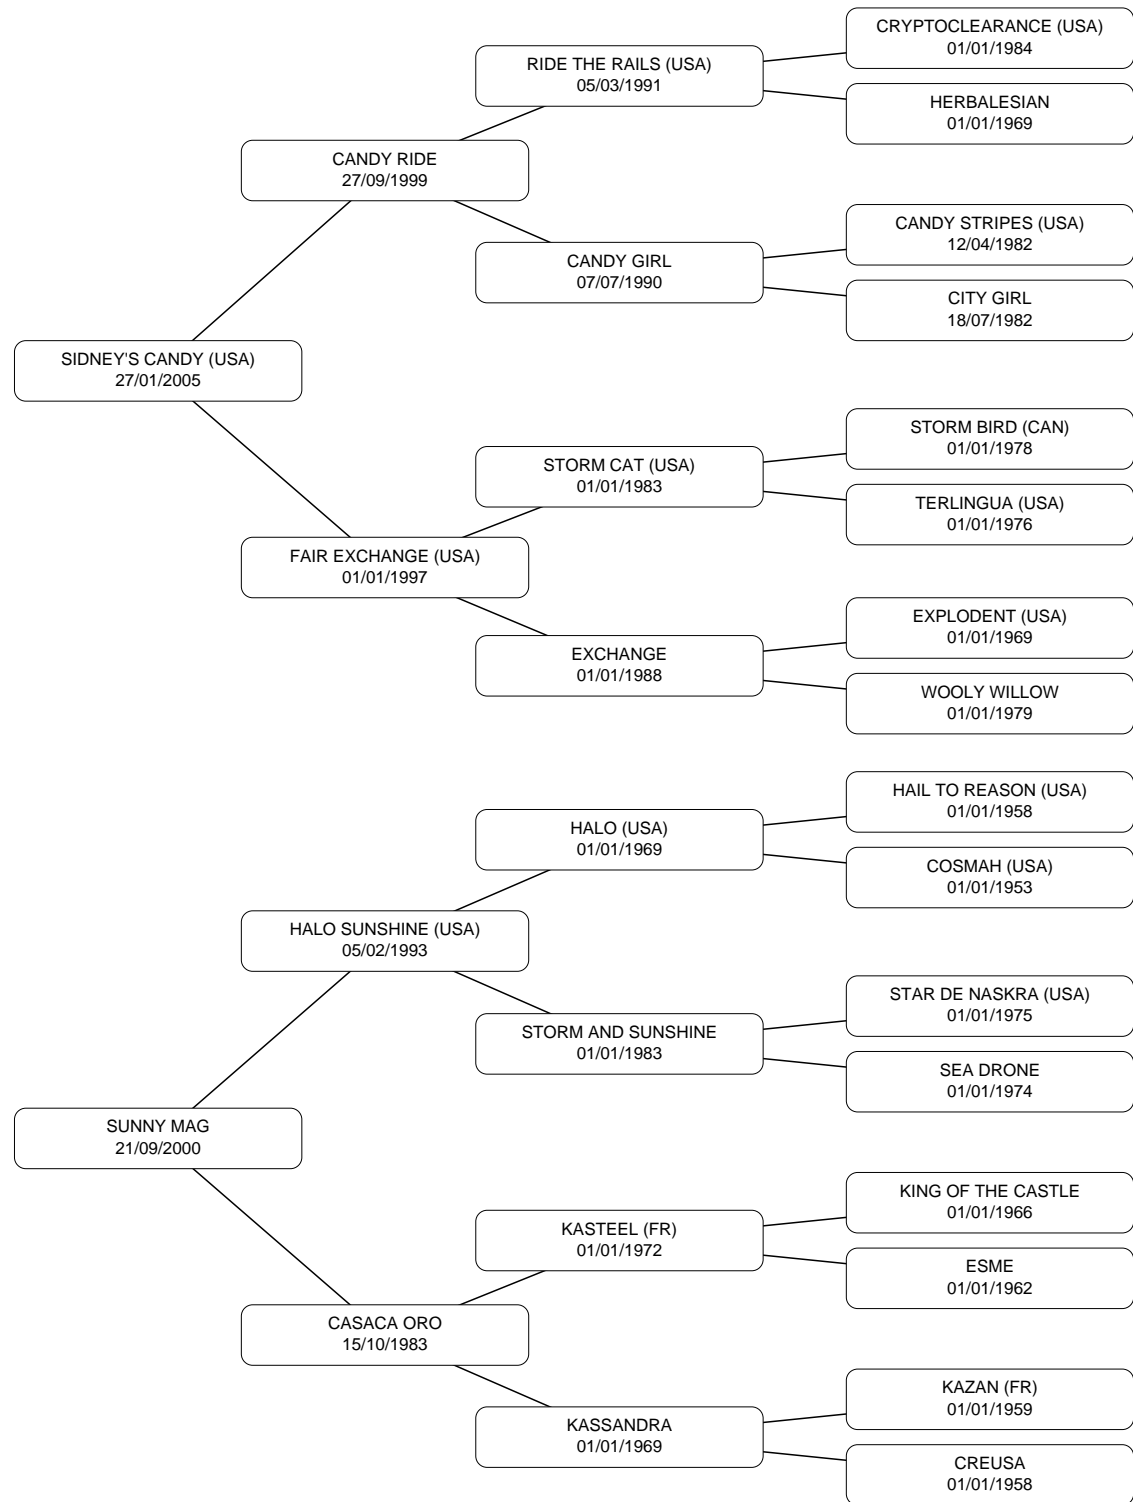 CRYPTOCLEARANCE (USA)
01/01/1984
RIDE THE RAILS (USA)
05/03/1991
HERBALESIAN
01/01/1969
CANDY RIDE
27/09/1999
CANDY STRIPES (USA)
12/04/1982
CANDY GIRL
07/07/1990
CITY GIRL
18/07/1982
SIDNEY'S CANDY (USA)
27/01/2005
STORM BIRD (CAN)
01/01/1978
STORM CAT (USA)
01/01/1983
TERLINGUA (USA)
01/01/1976
FAIR EXCHANGE (USA)
01/01/1997
EXPLODENT (USA)
01/01/1969
EXCHANGE
01/01/1988
WOOLY WILLOW
01/01/1979
HAIL TO REASON (USA)
01/01/1958
HALO (USA)
01/01/1969
COSMAH (USA)
01/01/1953
HALO SUNSHINE (USA)
05/02/1993
STAR DE NASKRA (USA)
01/01/1975
STORM AND SUNSHINE
01/01/1983
SEA DRONE
01/01/1974
SUNNY MAG
21/09/2000
KING OF THE CASTLE
01/01/1966
KASTEEL (FR)
01/01/1972
ESME
01/01/1962
CASACA ORO
15/10/1983
KAZAN (FR)
01/01/1959
KASSANDRA
01/01/1969
CREUSA
01/01/1958